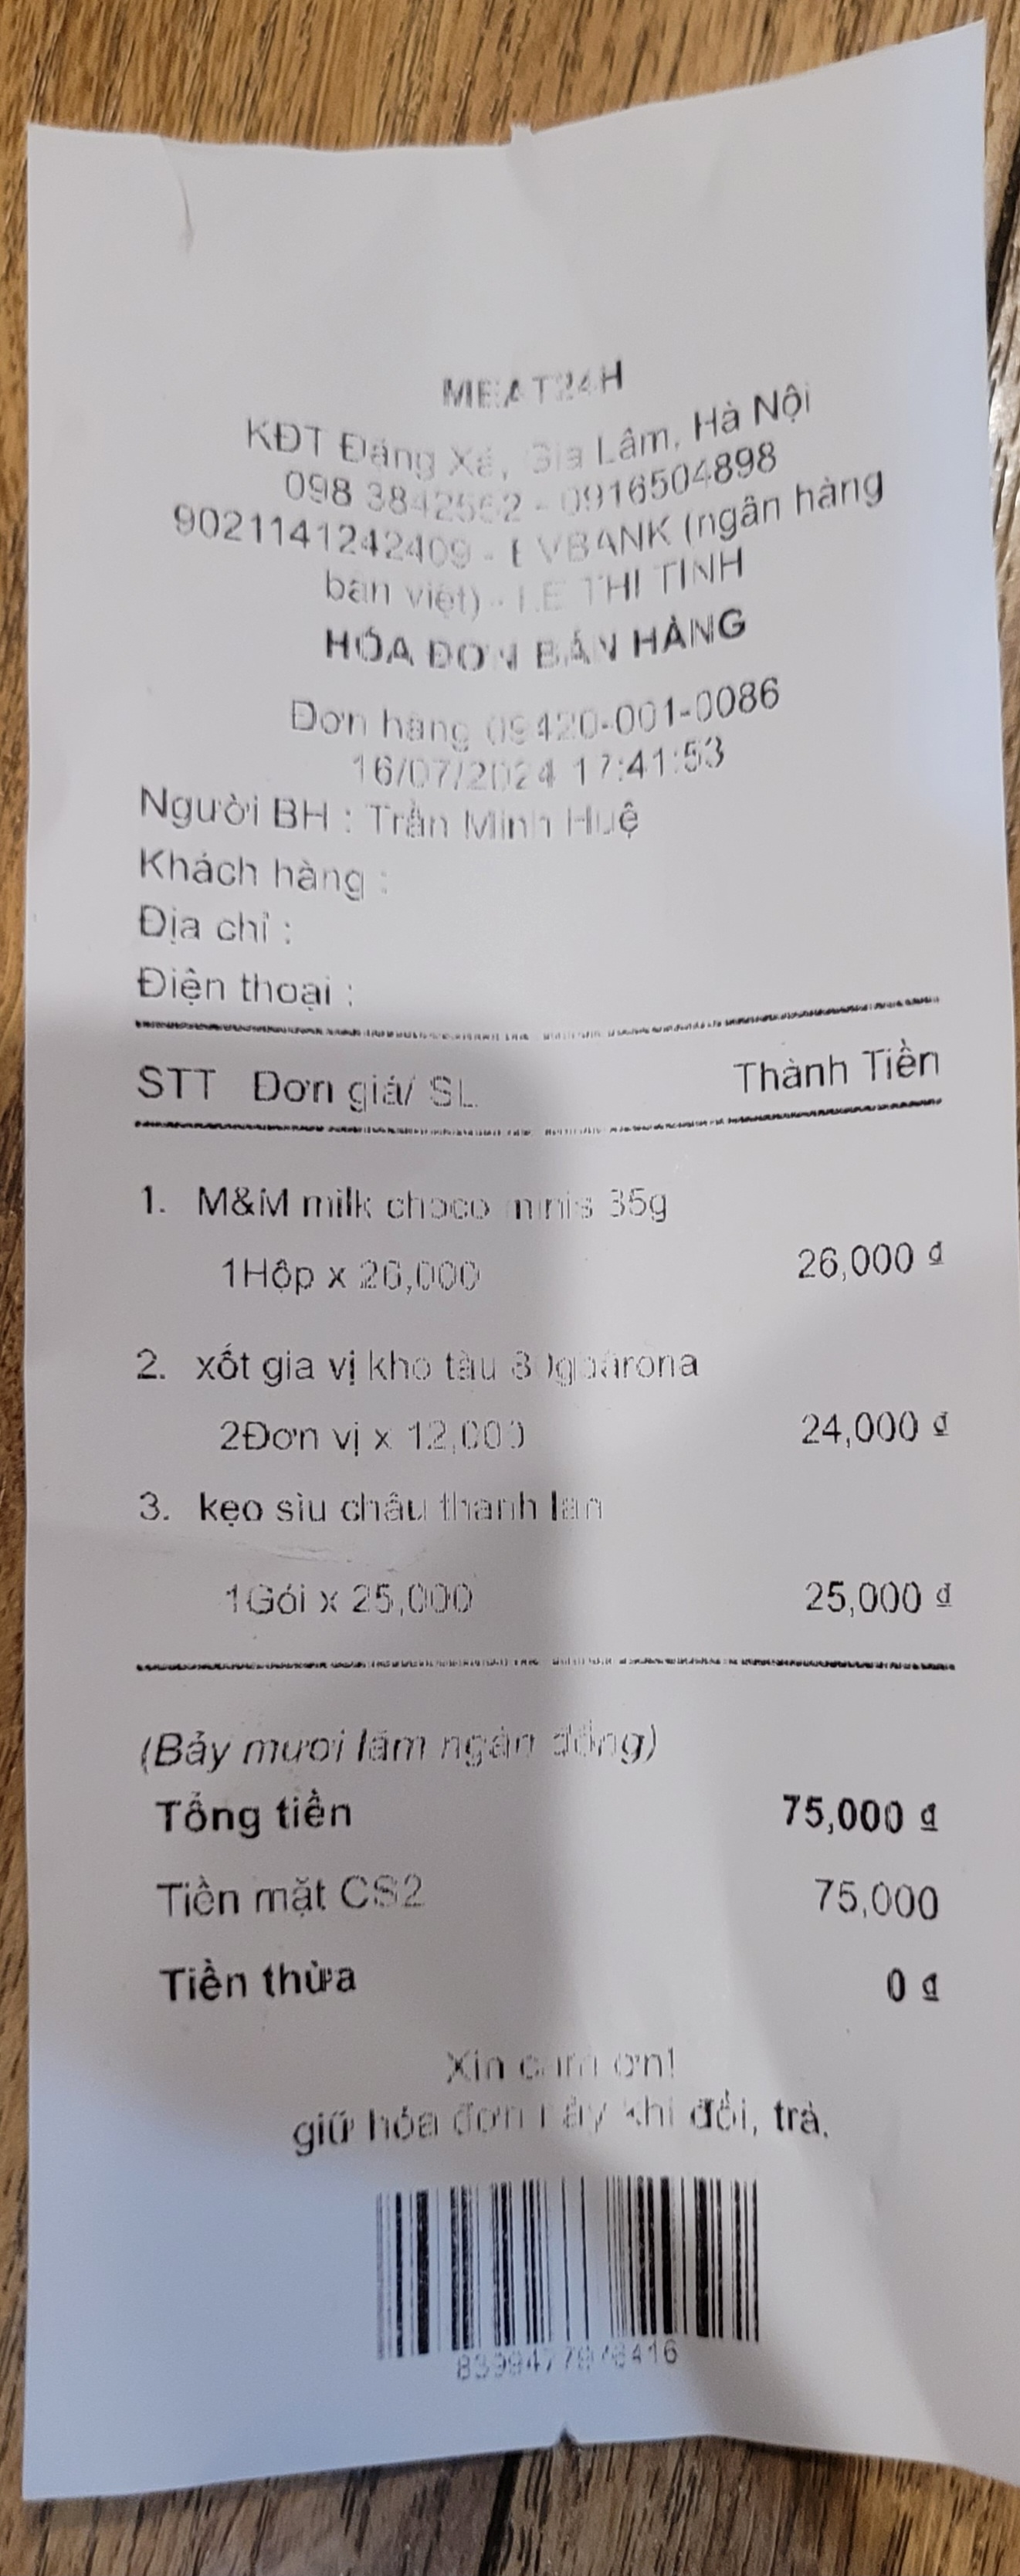 MEAT24H
KĐT Đặng Xá, Gia Lâm, Hà Nội
098 3842552 - 0916504898
9021141242409 - BVBANK (ngân hàng
bản việt) - LE THI TINH
HÓA ĐƠN BÁN HÀNG
Đơn hàng 09420-001-0086
16/07/2024 17:41:53
Người BH : Trần Minh Huệ
Khách hàng :
Địa chỉ :
Điện thoại :
STT Đơn giá/ SL Thành Tiền
1. M&M milk choco minis 35g
1Hộp x 26,000 26,000 đ
2. xốt gia vị kho tàu 80gbarona
2Đơn vị x 12,000 24,000 đ
3. kẹo sìu châu thanh lan
1Gói x 25,000 25,000 đ
(Bảy mươi lăm ngàn đồng)
Tổng tiền 75,000 đ
Tiền mặt CS2 75,000
Tiền thừa 0 đ
Xin cảm ơn!
giữ hóa đơn này khi đổi, trả.